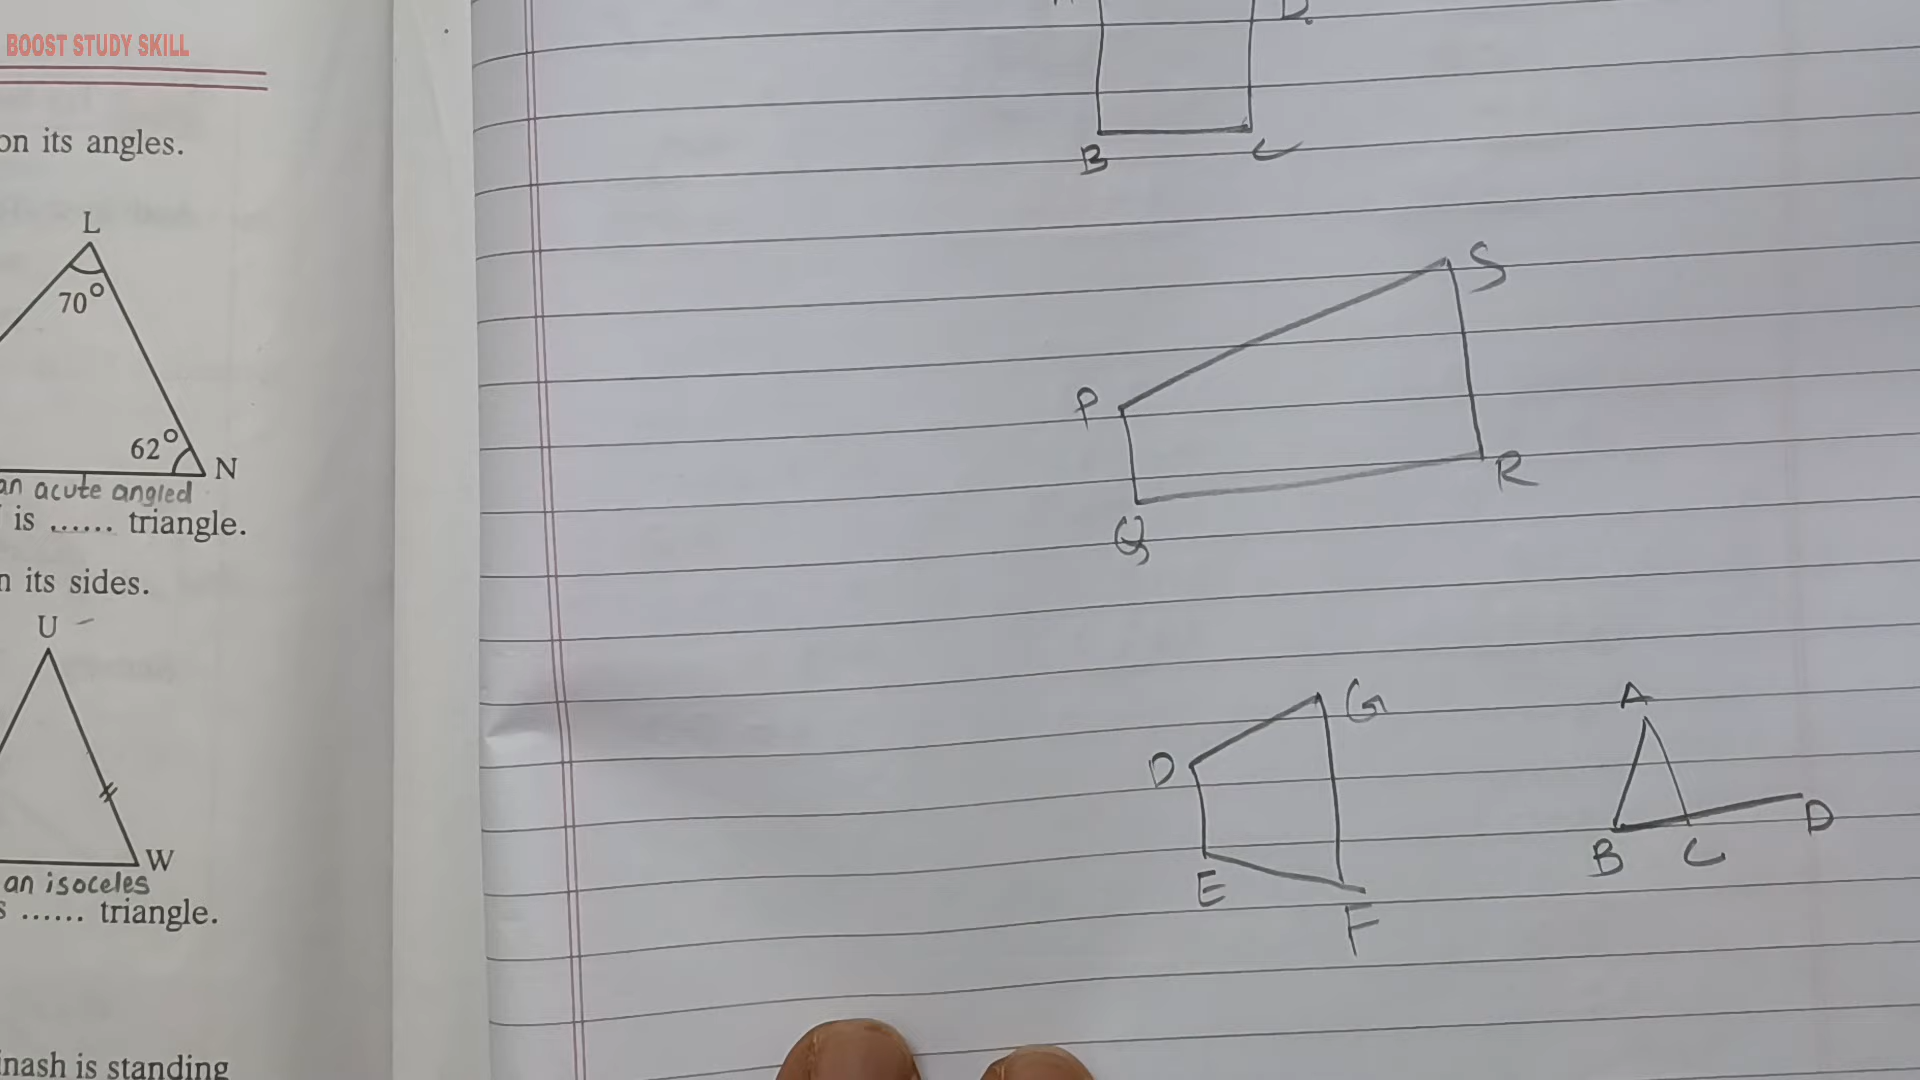 BOOST STUDY SKILL
on its angles.
L
70°
62°
N
an acute angled
is ...... triangle.
its sides.
U
W
an isoceles
...... triangle.
inash is standing
D
B
C
S
P
R
Q
G
D
E
F
A
D
B
C